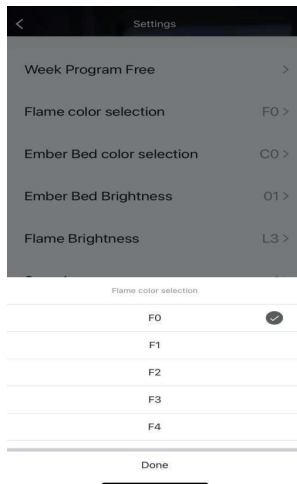 Settings
Week Program Free >
Flame color selection F0 >
Ember Bed color selection C0 >
Ember Bed Brightness 01 >
Flame Brightness L3 >
Flame color selection
F0
F1
F2
F3
F4
Done